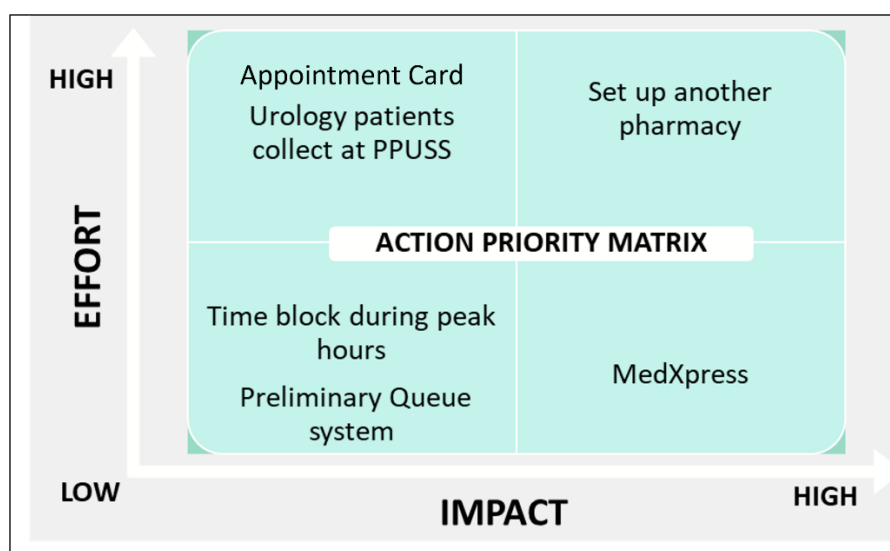 HIGH
Appointment Card
Urology patients
collect at PPUSS
Set up another
pharmacy
EFFORT
ACTION PRIORITY MATRIX
Time block during peak
hours
Preliminary Queue
system
MedXpress
LOW
IMPACT
HIGH